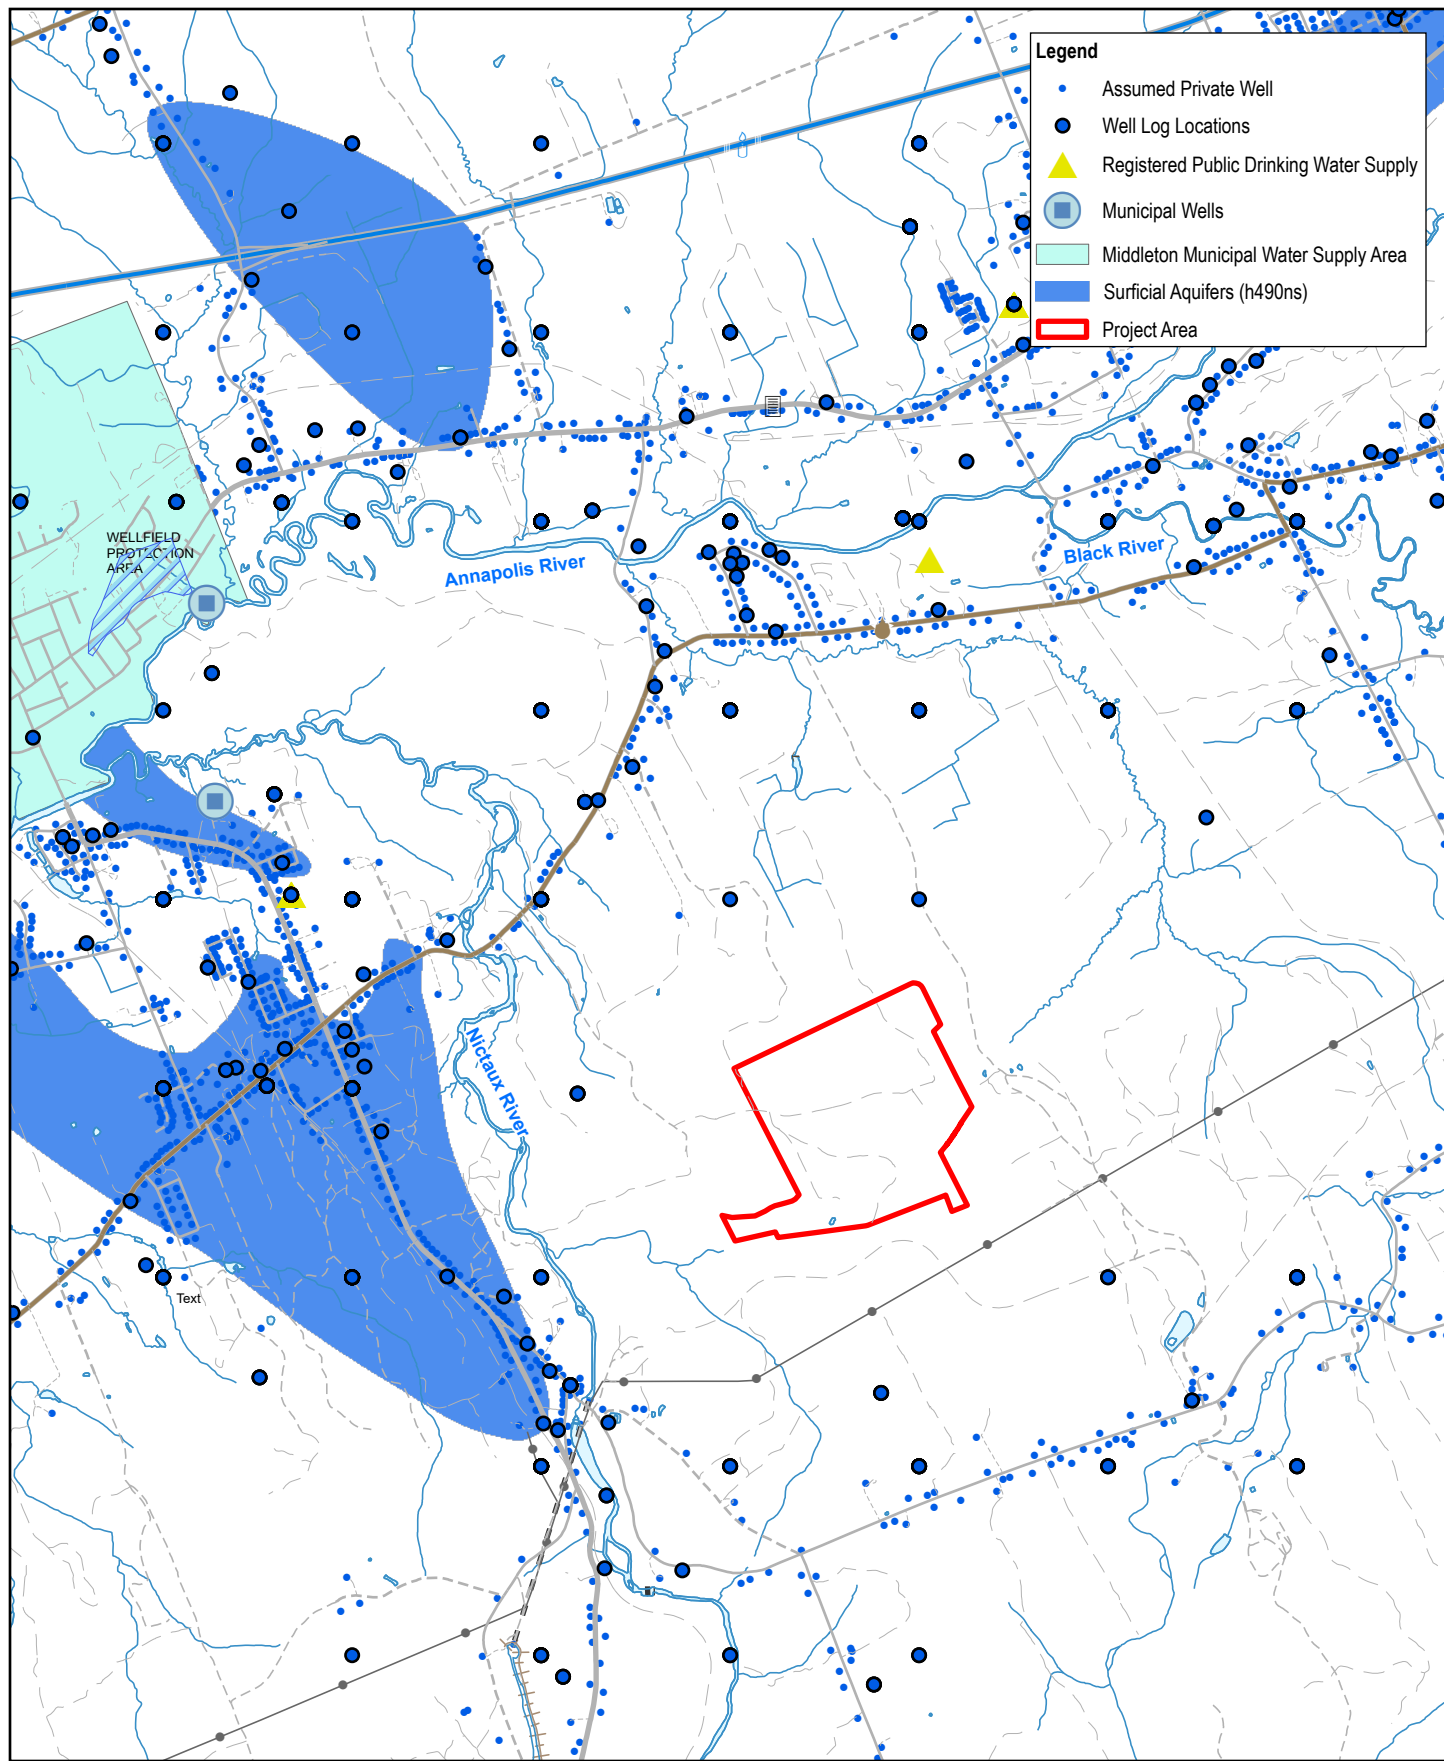 Legend
Assumed Private Well
Well Log Locations
Registered Public Drinking Water Supply
Municipal Wells
Middleton Municipal Water Supply Area
Surficial Aquifers (h490ns)
Project Area
WELLFIELD
PROTECTION
AREA
Annapolis River
Black River
Nictaux River
Text